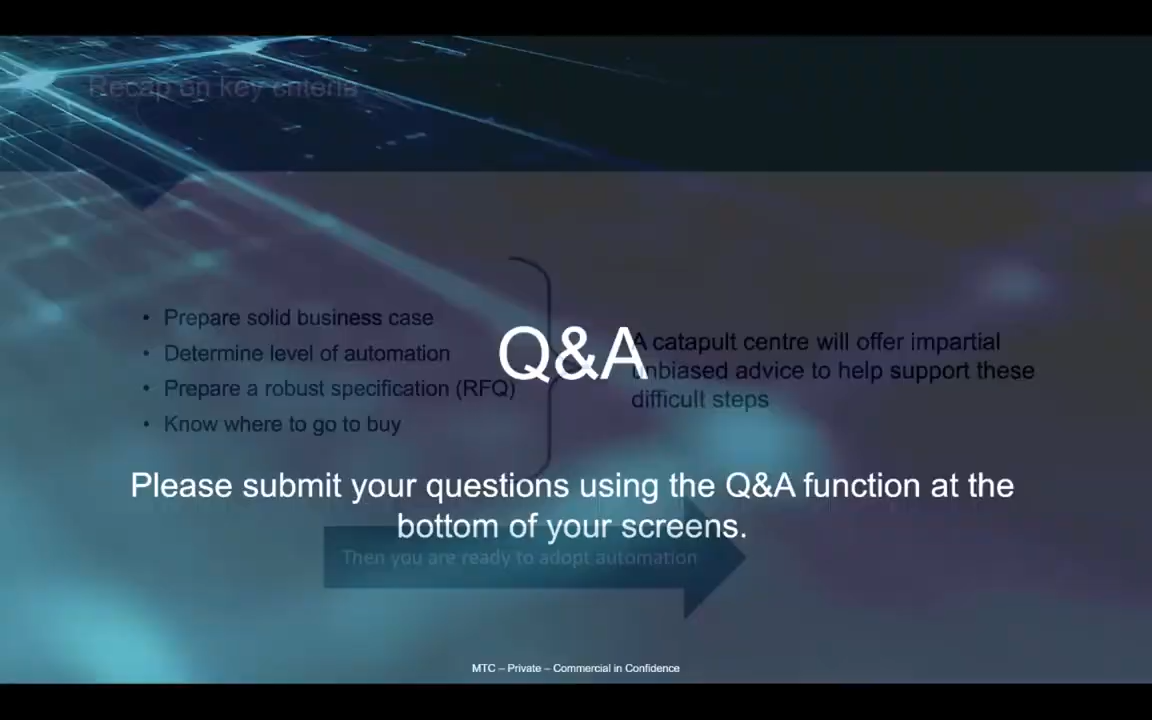 Recap on key criteria
• Prepare solid business case
• Determine level of automation
• Prepare a robust specification (RFQ)
• Know where to go to buy
A catapult centre will offer impartial
unbiased advice to help support these
difficult steps
Q&A
Please submit your questions using the Q&A function at the
bottom of your screens.
Then you are ready to adopt automation
MTC – Private – Commercial in Confidence